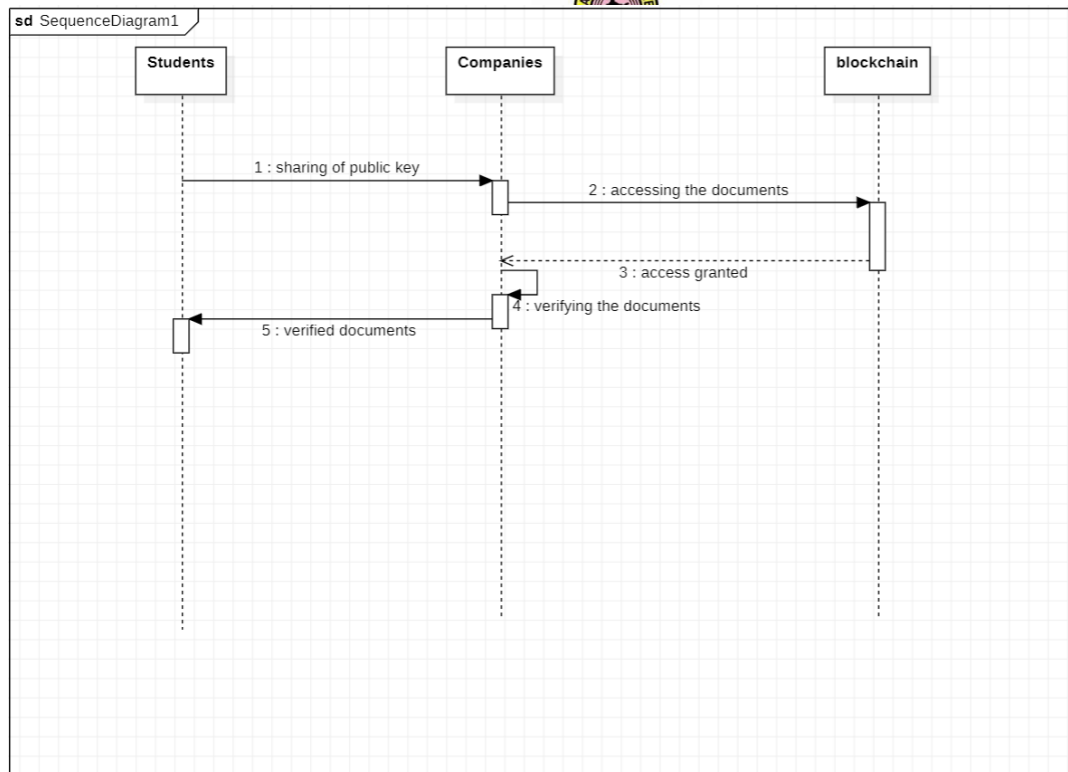 sd SequenceDiagram1
Students
Companies
blockchain
1 : sharing of public key
2 : accessing the documents
3 : access granted
4 : verifying the documents
5 : verified documents